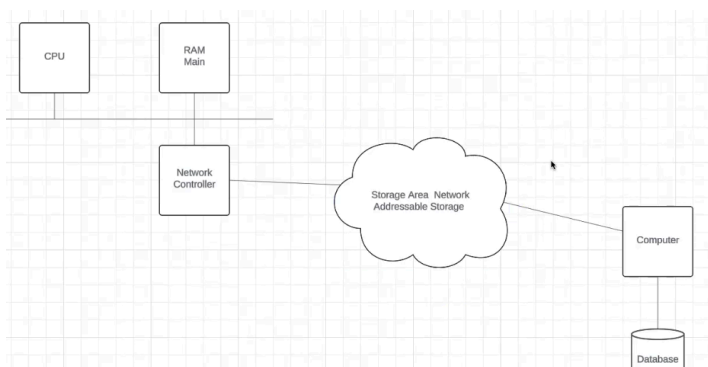 CPU
RAM
Main
Network
Controller
Storage Area Network
Addressable Storage
Computer
Database